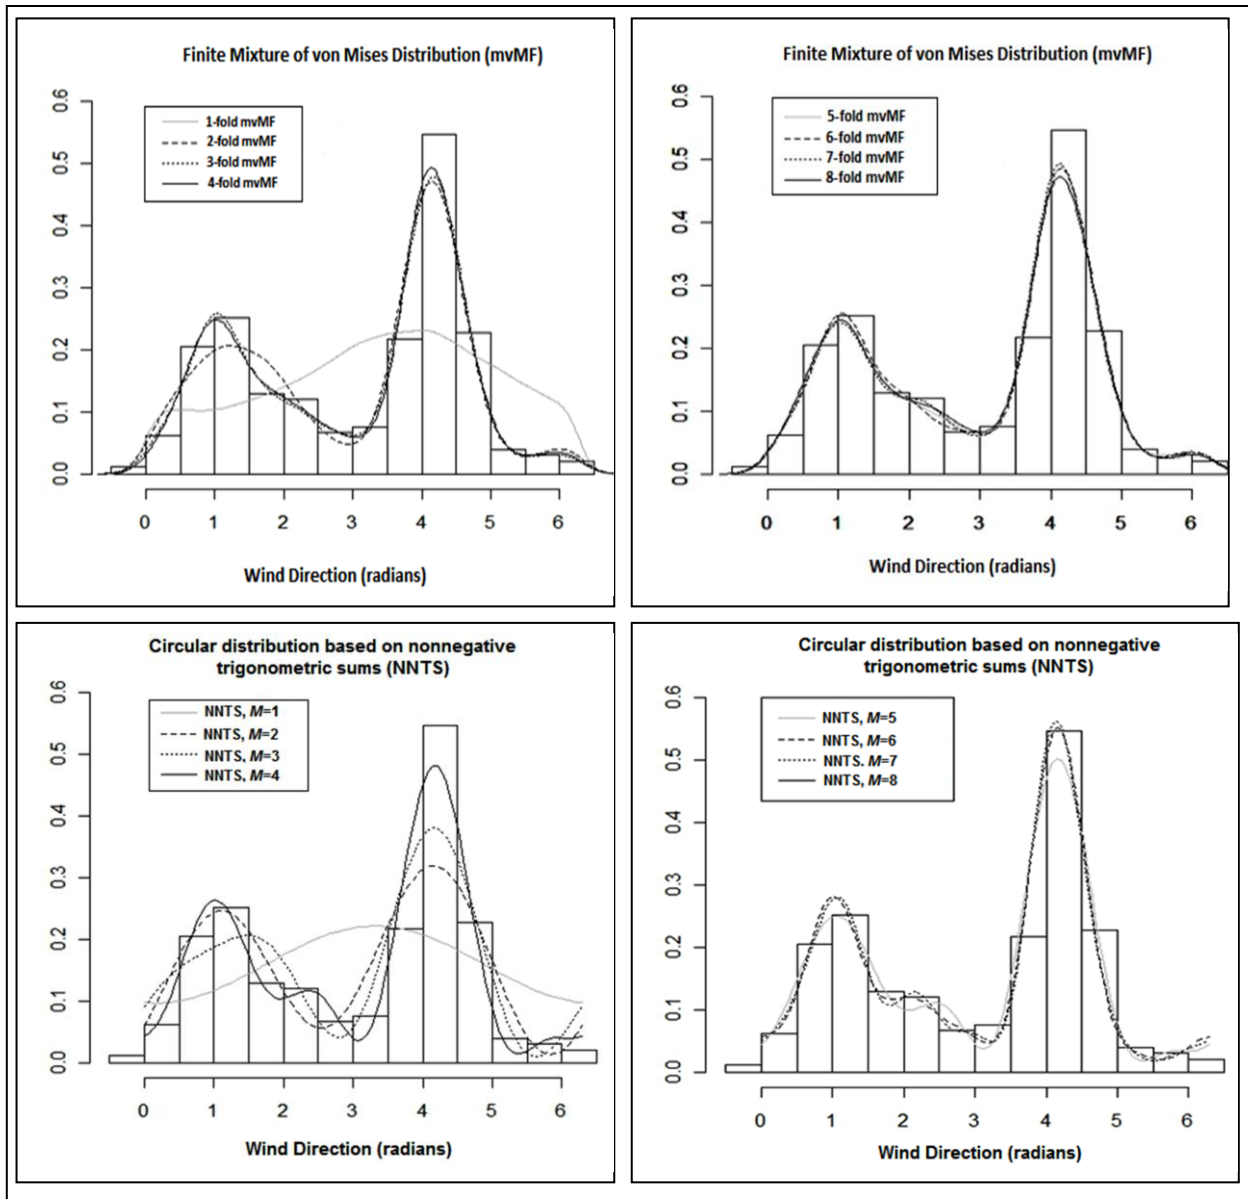 Finite Mixture of von Mises Distribution (mvMF)
0.6
0.5
0.4
0.3
0.2
0.1
0.0
1-fold mvMF
2-fold mvMF
3-fold mvMF
4-fold mvMF
0 1 2 3 4 5 6
Wind Direction (radians)
Finite Mixture of von Mises Distribution (mvMF)
0.6
0.5
0.4
0.3
0.2
0.1
0.0
5-fold mvMF
6-fold mvMF
7-fold mvMF
8-fold mvMF
0 1 2 3 4 5 6
Wind Direction (radians)
Circular distribution based on nonnegative
trigonometric sums (NNTS)
0.6
0.5
0.4
0.3
0.2
0.1
0.0
NNTS, M=1
NNTS, M=2
NNTS, M=3
NNTS, M=4
0 1 2 3 4 5 6
Wind Direction (radians)
Circular distribution based on nonnegative
trigonometric sums (NNTS)
0.6
0.5
0.4
0.3
0.2
0.1
0.0
NNTS, M=5
NNTS, M=6
NNTS. M=7
NNTS, M=8
0 1 2 3 4 5 6
Wind Direction (radians)